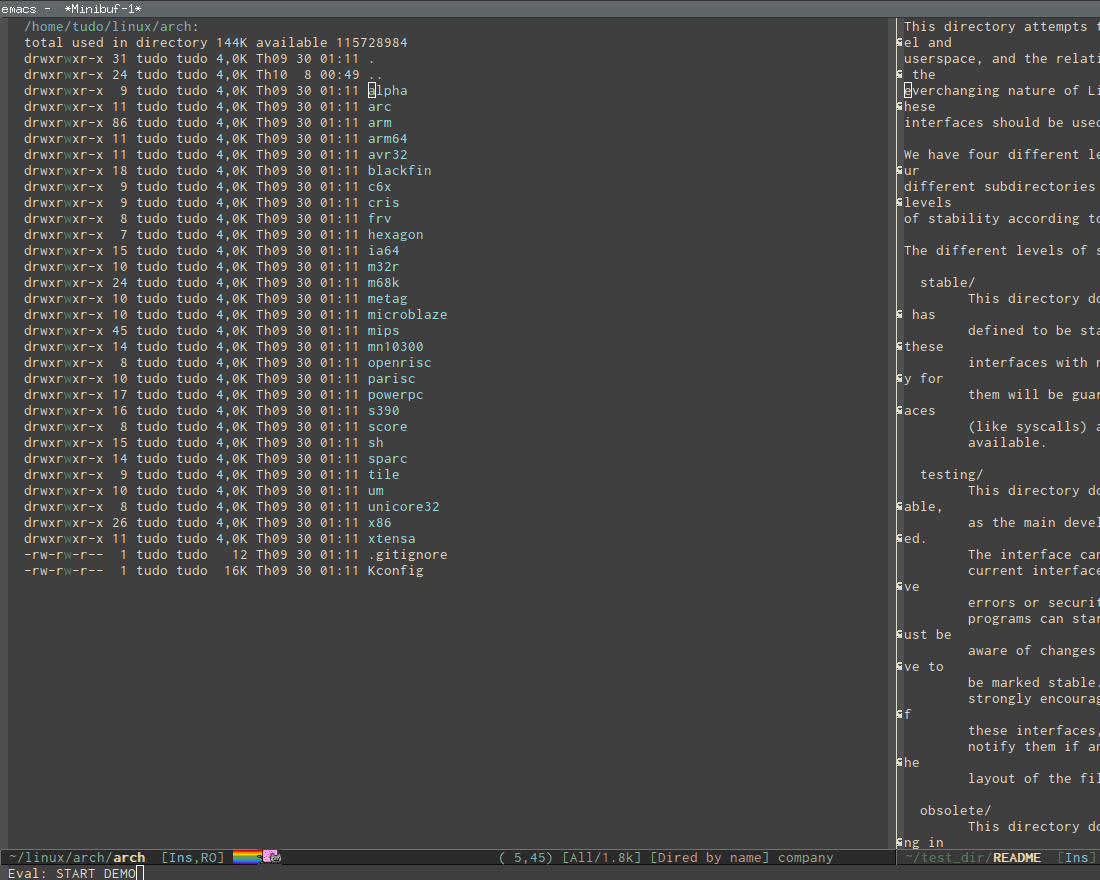 emacs -  *Minibuf-1*
/home/tudo/linux/arch:
total used in directory 144K available 115728984
drwxrwxr-x 31 tudo tudo 4,0K Th09 30 01:11 .
drwxrwxr-x 24 tudo tudo 4,0K Th10  8 00:49 ..
drwxrwxr-x  9 tudo tudo 4,0K Th09 30 01:11 alpha
drwxrwxr-x 11 tudo tudo 4,0K Th09 30 01:11 arc
drwxrwxr-x 86 tudo tudo 4,0K Th09 30 01:11 arm
drwxrwxr-x 11 tudo tudo 4,0K Th09 30 01:11 arm64
drwxrwxr-x 11 tudo tudo 4,0K Th09 30 01:11 avr32
drwxrwxr-x 18 tudo tudo 4,0K Th09 30 01:11 blackfin
drwxrwxr-x  9 tudo tudo 4,0K Th09 30 01:11 c6x
drwxrwxr-x  9 tudo tudo 4,0K Th09 30 01:11 cris
drwxrwxr-x  8 tudo tudo 4,0K Th09 30 01:11 frv
drwxrwxr-x  7 tudo tudo 4,0K Th09 30 01:11 hexagon
drwxrwxr-x 15 tudo tudo 4,0K Th09 30 01:11 ia64
drwxrwxr-x 10 tudo tudo 4,0K Th09 30 01:11 m32r
drwxrwxr-x 24 tudo tudo 4,0K Th09 30 01:11 m68k
drwxrwxr-x 10 tudo tudo 4,0K Th09 30 01:11 metag
drwxrwxr-x 10 tudo tudo 4,0K Th09 30 01:11 microblaze
drwxrwxr-x 45 tudo tudo 4,0K Th09 30 01:11 mips
drwxrwxr-x 14 tudo tudo 4,0K Th09 30 01:11 mn10300
drwxrwxr-x  8 tudo tudo 4,0K Th09 30 01:11 openrisc
drwxrwxr-x 10 tudo tudo 4,0K Th09 30 01:11 parisc
drwxrwxr-x 17 tudo tudo 4,0K Th09 30 01:11 powerpc
drwxrwxr-x 16 tudo tudo 4,0K Th09 30 01:11 s390
drwxrwxr-x  8 tudo tudo 4,0K Th09 30 01:11 score
drwxrwxr-x 15 tudo tudo 4,0K Th09 30 01:11 sh
drwxrwxr-x 14 tudo tudo 4,0K Th09 30 01:11 sparc
drwxrwxr-x  9 tudo tudo 4,0K Th09 30 01:11 tile
drwxrwxr-x 10 tudo tudo 4,0K Th09 30 01:11 um
drwxrwxr-x  8 tudo tudo 4,0K Th09 30 01:11 unicore32
drwxrwxr-x 26 tudo tudo 4,0K Th09 30 01:11 x86
drwxrwxr-x 11 tudo tudo 4,0K Th09 30 01:11 xtensa
-rw-rw-r--  1 tudo tudo   12 Th09 30 01:11 .gitignore
-rw-rw-r--  1 tudo tudo  16K Th09 30 01:11 Kconfig
~/linux/arch/arch  [Ins,RO]  ( 5,45) [All/1.8k] [Dired by name] company
This directory attempts t
el and
userspace, and the relati
 the
everchanging nature of Li
hese
interfaces should be used
We have four different le
ur
different subdirectories
levels
of stability according to
The different levels of s
stable/
This directory do
 has
defined to be sta
these
interfaces with n
y for
them will be guar
aces
(like syscalls) a
available.
testing/
This directory do
able,
as the main devel
ed.
The interface can
current interface
ve
errors or securit
programs can star
ust be
aware of changes
ve to
be marked stable.
strongly encourag
f
these interfaces,
notify them if an
he
layout of the fil
obsolete/
This directory do
ng in
~/test_dir/README  [Ins]
Eval: START DEMO